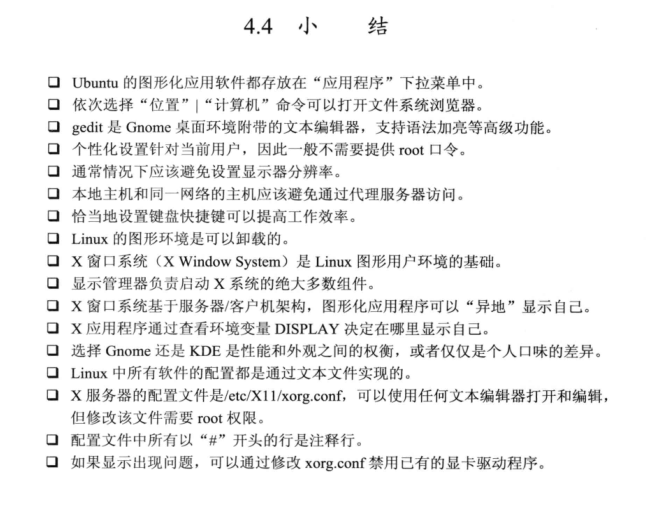 4.4 小 结
❑ Ubuntu 的图形化应用软件都存放在“应用程序”下拉菜单中。
❑ 依次选择“位置”|“计算机”命令可以打开文件系统浏览器。
❑ gedit 是 Gnome 桌面环境附带的文本编辑器，支持语法加亮等高级功能。
❑ 个性化设置针对当前用户，因此一般不需要提供 root 口令。
❑ 通常情况下应该避免设置显示器分辨率。
❑ 本地主机和同一网络的主机应该避免通过代理服务器访问。
❑ 恰当地设置键盘快捷键可以提高工作效率。
❑ Linux 的图形环境是可以卸载的。
❑ X 窗口系统（X Window System）是 Linux 图形用户环境的基础。
❑ 显示管理器负责启动 X 系统的绝大多数组件。
❑ X 窗口系统基于服务器/客户机架构，图形化应用程序可以“异地”显示自己。
❑ X 应用程序通过查看环境变量 DISPLAY 决定在哪里显示自己。
❑ 选择 Gnome 还是 KDE 是性能和外观之间的权衡，或者仅仅是个人口味的差异。
❑ Linux 中所有软件的配置都是通过文本文件实现的。
❑ X 服务器的配置文件是/etc/X11/xorg.conf，可以使用任何文本编辑器打开和编辑，
但修改该文件需要 root 权限。
❑ 配置文件中所有以“#”开头的行是注释行。
❑ 如果显示出现问题，可以通过修改 xorg.conf 禁用已有的显卡驱动程序。